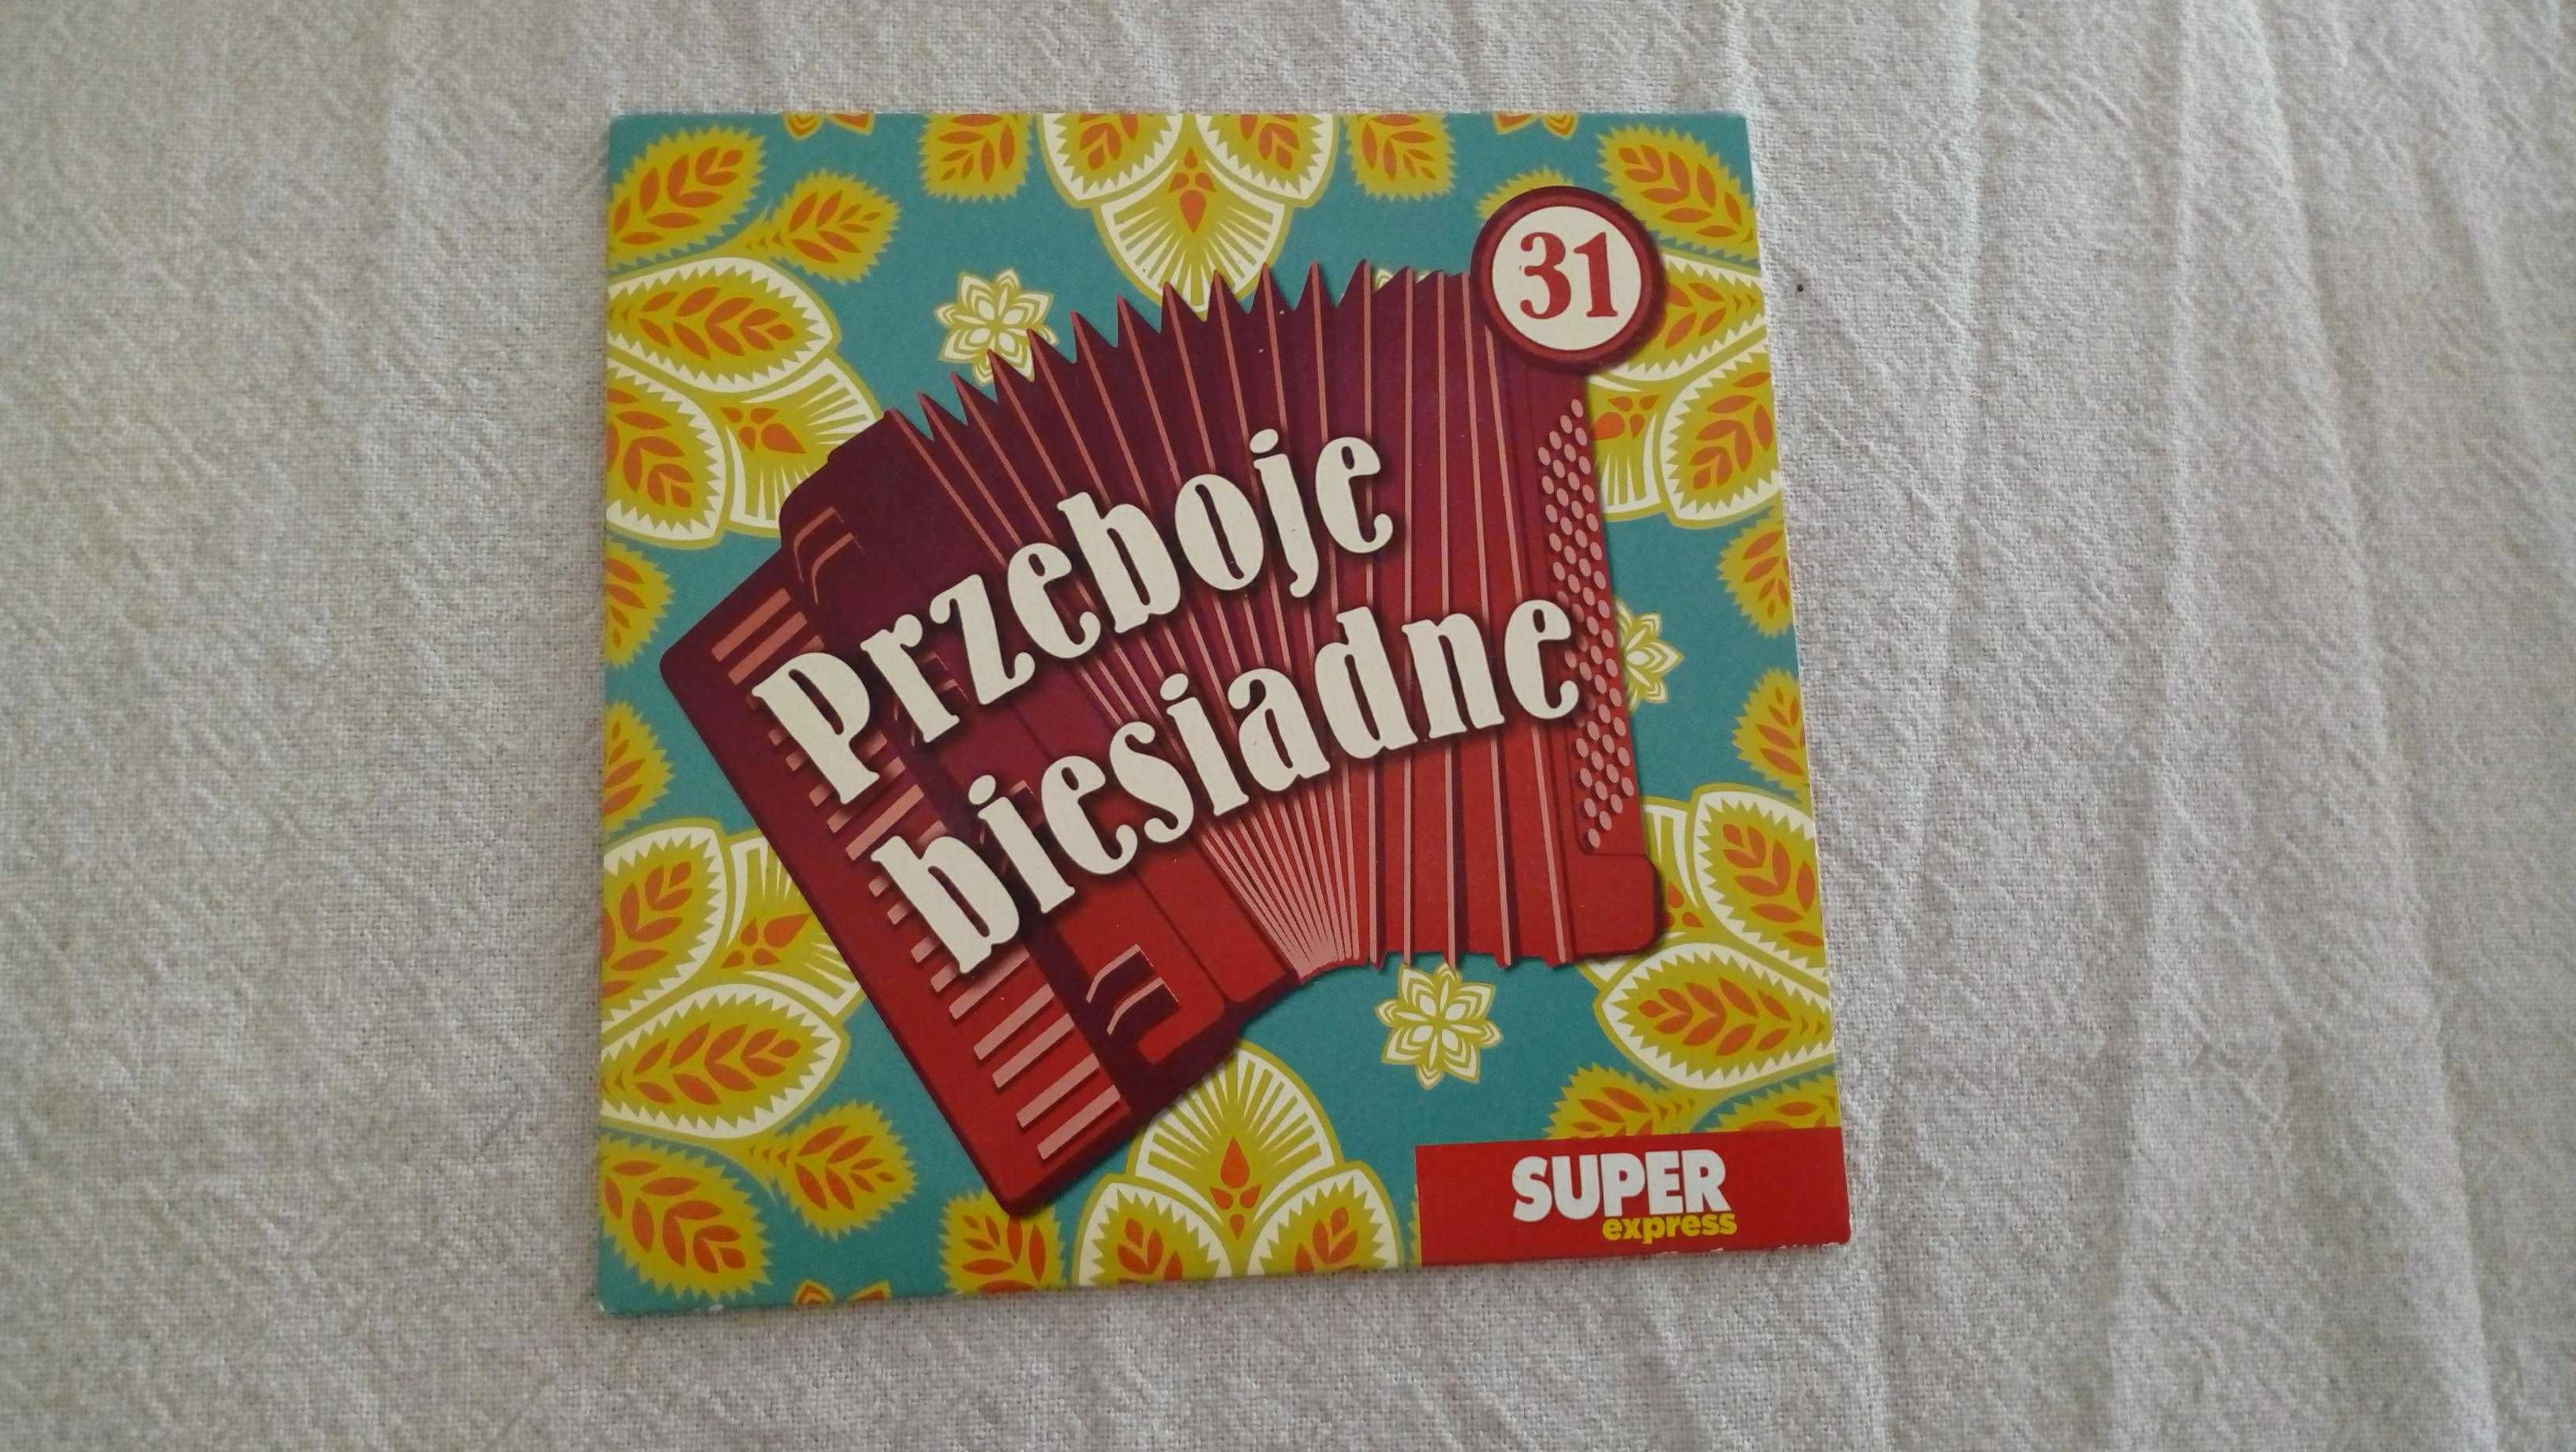 31
Przeboje
biesiadne
SUPER
express